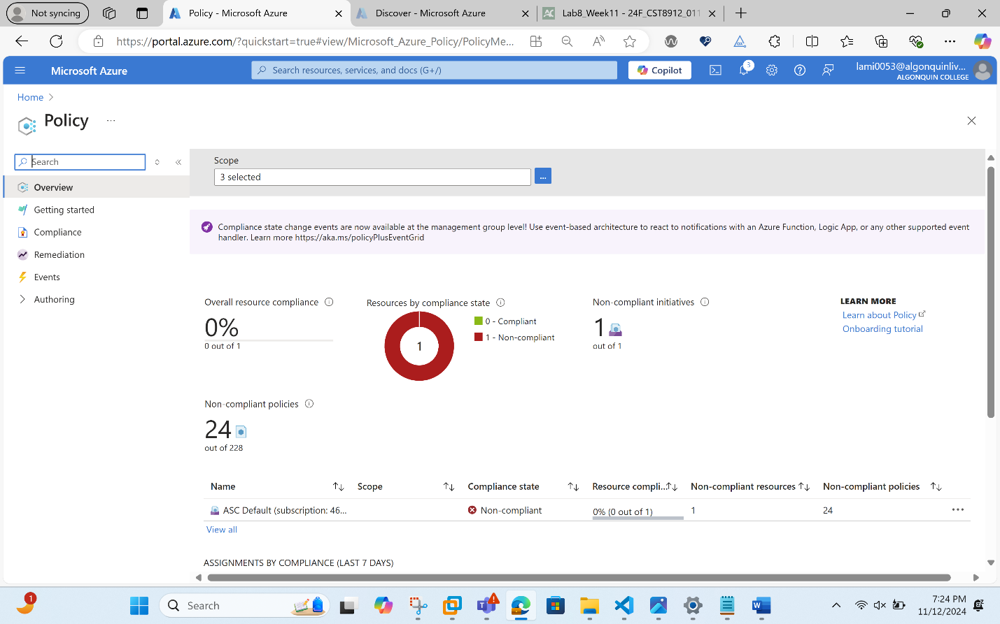 Not syncing
Policy - Microsoft Azure
Discover - Microsoft Azure
Lab8_Week11 - 24F_CST8912_011
https://portal.azure.com/?quickstart=true#view/Microsoft_Azure_Policy/PolicyMe...
Microsoft Azure
Search resources, services, and docs (G+/)
Copilot
3
lami0053@algonquinliv...
ALGONQUIN COLLEGE
Home
Policy
Search
Overview
Getting started
Compliance
Remediation
Events
Authoring
Scope
3 selected
...
Compliance state change events are now available at the management group level! Use event-based architecture to react to notifications with an Azure Function, Logic App, or any other supported event
handler. Learn more https://aka.ms/policyPlusEventGrid
Overall resource compliance
0%
0 out of 1
Resources by compliance state
1
0 - Compliant
1 - Non-compliant
Non-compliant initiatives
1
out of 1
LEARN MORE
Learn about Policy
Onboarding tutorial
Non-compliant policies
24
out of 228
Name Scope Compliance state Resource compli... Non-compliant resources Non-compliant policies
ASC Default (subscription: 46... Non-compliant 0% (0 out of 1) 1 24
View all
ASSIGNMENTS BY COMPLIANCE (LAST 7 DAYS)
1
Search
7:24 PM
11/12/2024